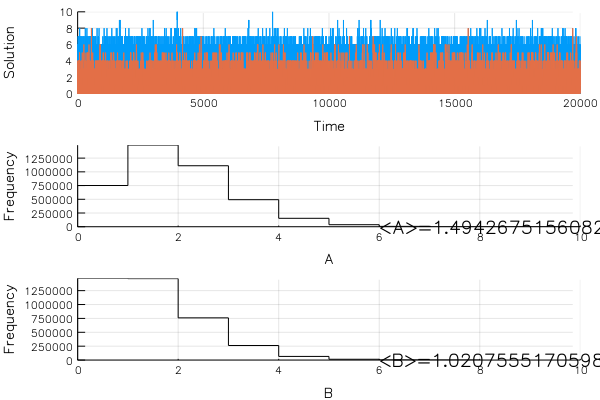 Solution
10
8
6
4
2
0
0 5000 10000 15000 20000
Time
Frequency
1250000
1000000
750000
500000
250000
0
0 2 4 6 8 10
<A>=1.4942675156082
A
Frequency
1250000
1000000
750000
500000
250000
0
0 2 4 6 8 10
<B>=1.0207555170598
B